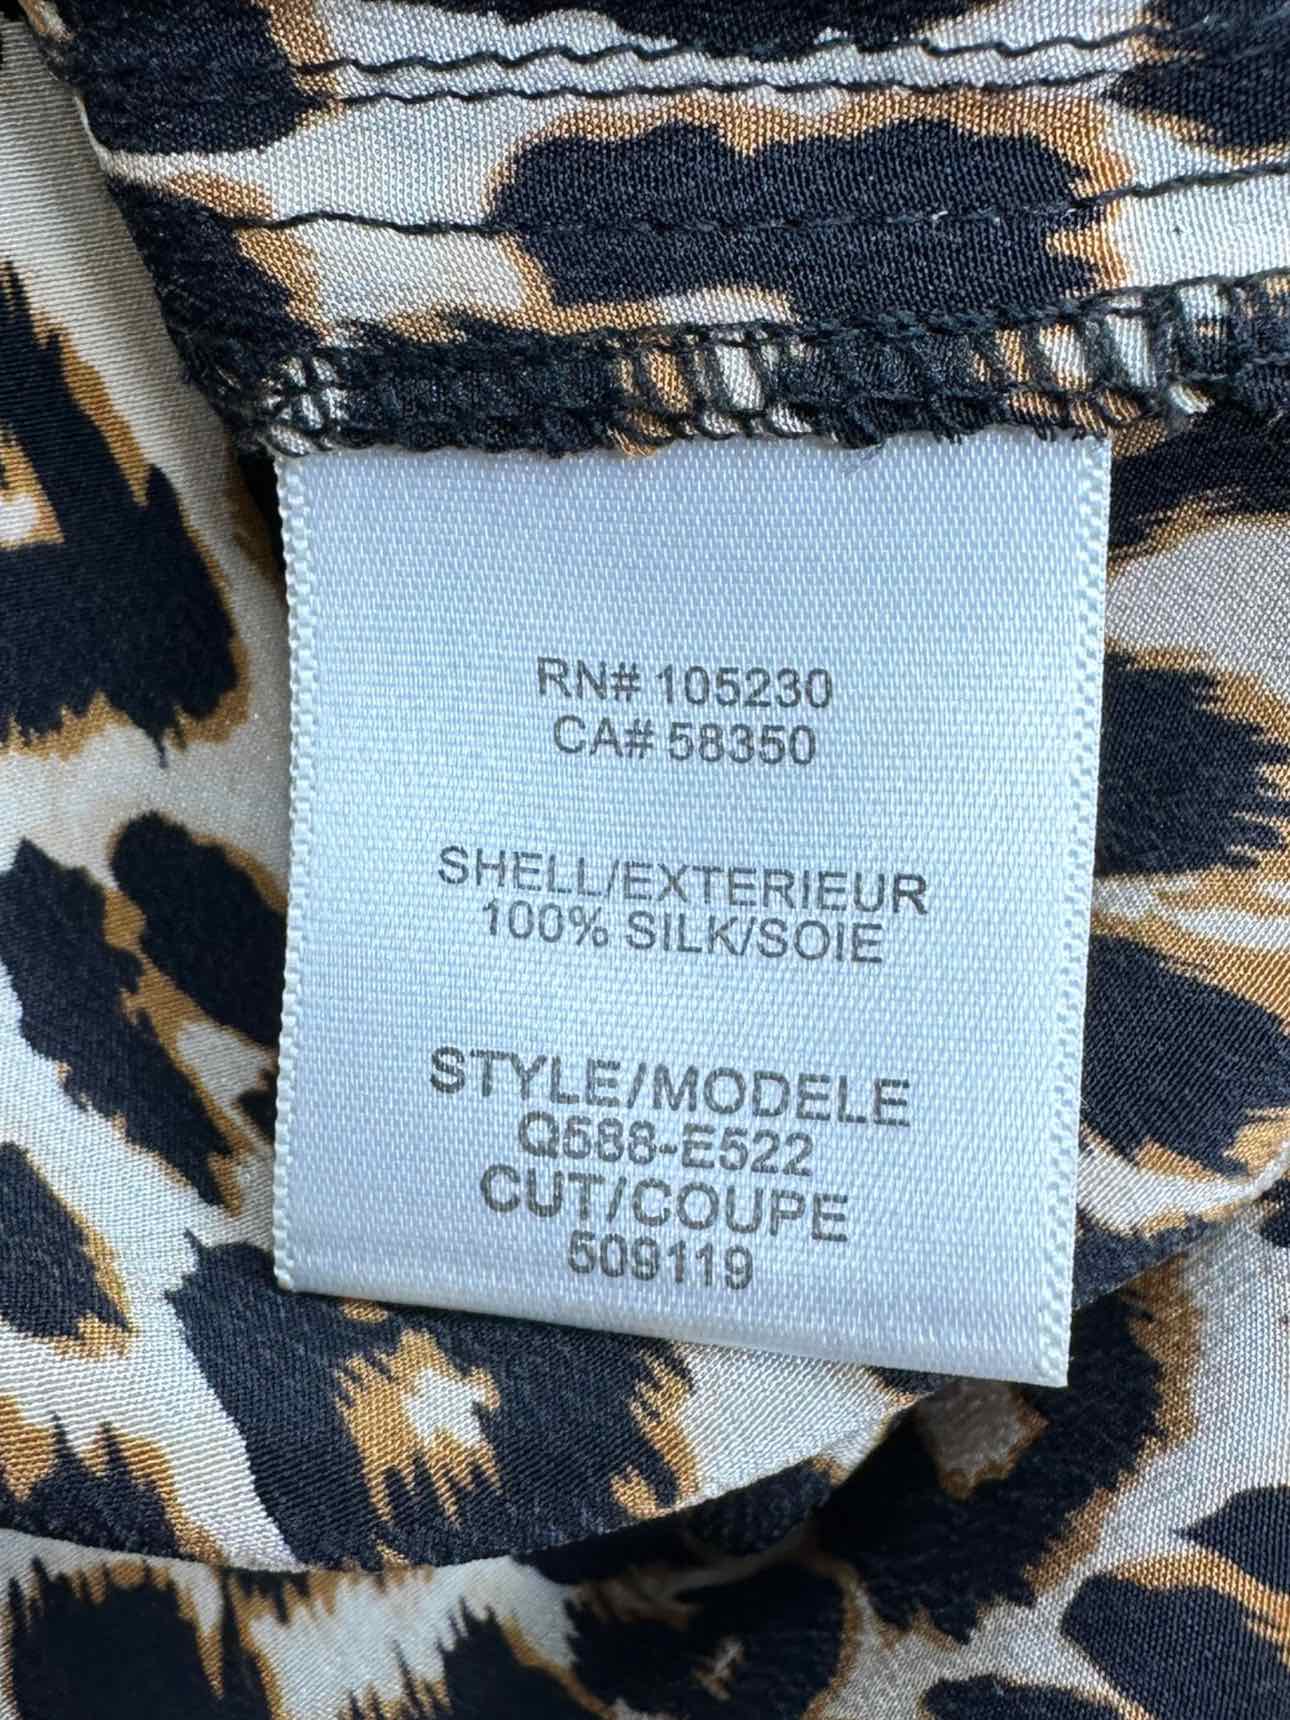 RN# 105230
CA# 58350
SHELL/EXTERIEUR
100% SILK/SOIE
STYLE/MODELE
Q588-E522
CUT/COUPE
509119